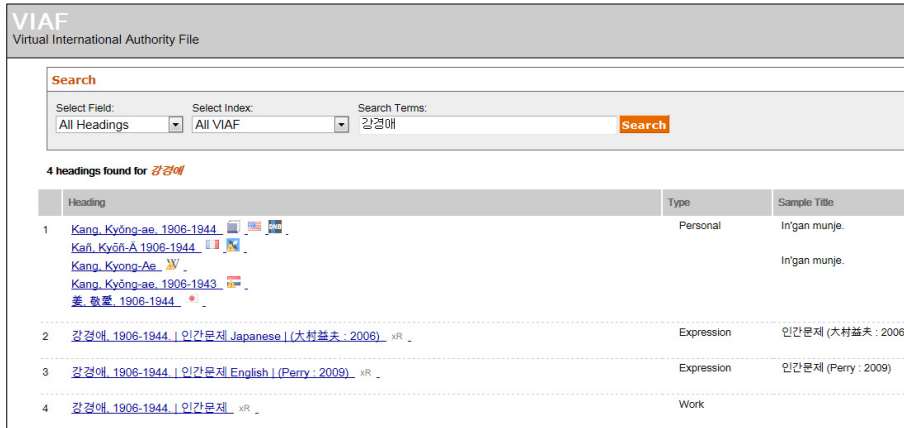 VIAF
Virtual International Authority File
Search
Select Field: Select Index: Search Terms:
All Headings All VIAF 강경애 Search
4 headings found for 강경애
Heading Type Sample Title
1 Kang, Kyŏng-ae, 1906-1944 DNB Personal In'gan munje.
Kañ, Kyōñ-Ä 1906-1944
Kang, Kyong-Ae W In'gan munje.
Kang, Kyŏng-ae, 1906-1943
姜, 敬愛, 1906-1944
2 강경애, 1906-1944. | 인간문제 Japanese | (大村益夫 : 2006) xR Expression 인간문제 (大村益夫 : 2006
3 강경애, 1906-1944. | 인간문제 English | (Perry : 2009) xR Expression 인간문제 (Perry : 2009)
4 강경애, 1906-1944. | 인간문제 xR Work